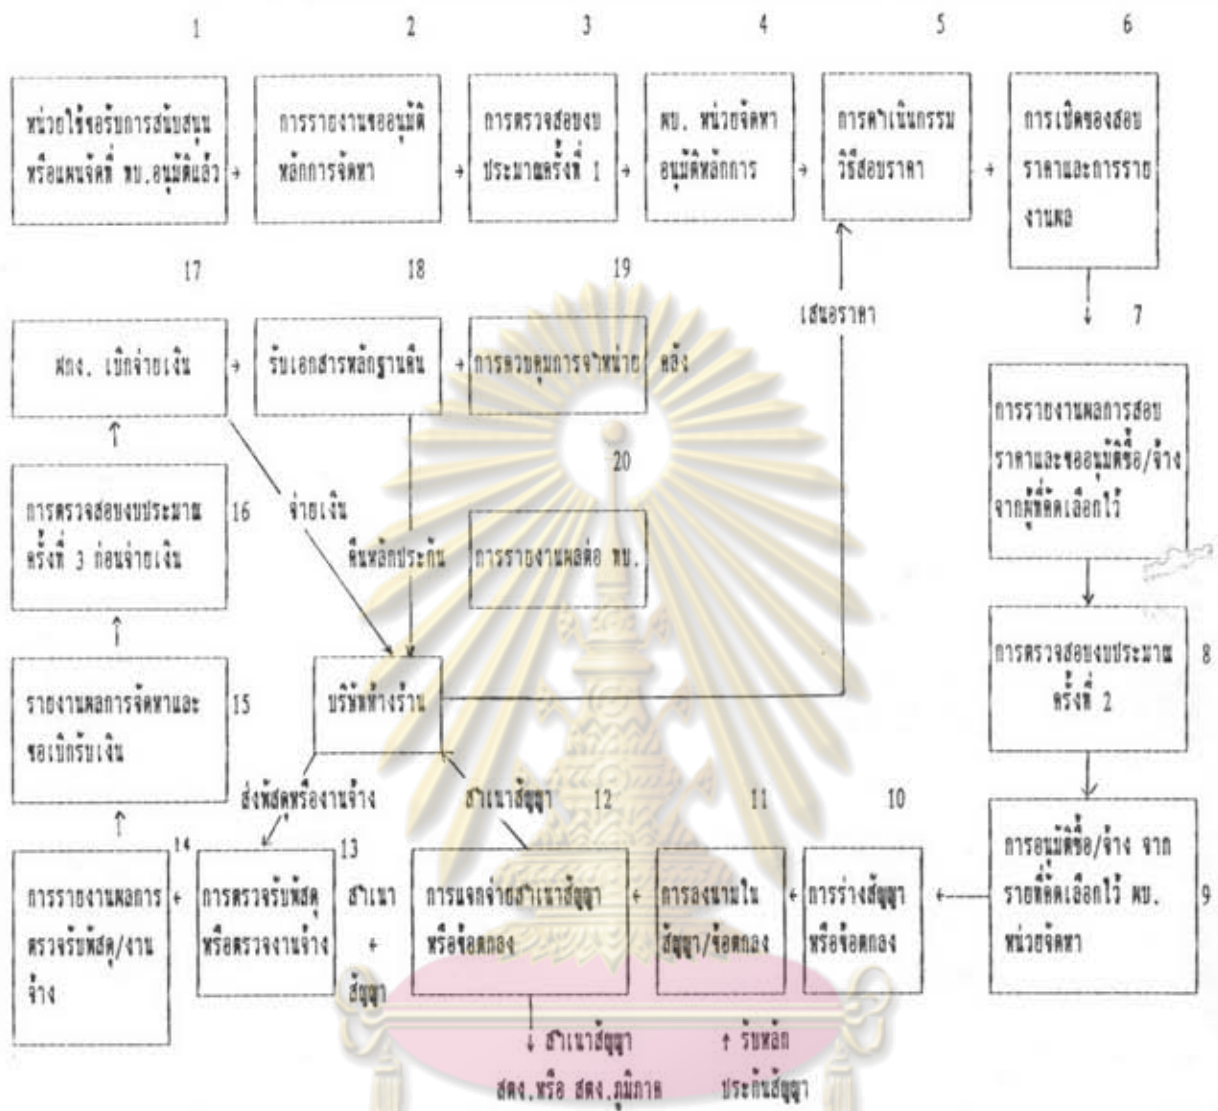 1 2 3 4 5 6
หน่วยใช้ขอรับการสนับสนุน
หรือแผนจัดที่ ทบ.อนุมัติแล้ว
→
การรายงานขออนุมัติ
หลักการจัดหา
→
การตรวจสอบงบ
ประมาณครั้งที่ 1
→
ผบ. หน่วยจัดหา
อนุมัติหลักการ
→
การดำเนินกรรม
วิธีสอบราคา
→
การเปิดซองสอบ
ราคาและการราย
งานผล
↓ 7
การรายงานผลการสอบ
ราคาและขออนุมัติซื้อ/จ้าง
จากผู้ที่คัดเลือกไว้
การตรวจสอบงบประมาณ
ครั้งที่ 2
8
การอนุมัติซื้อ/จ้าง จาก
รายที่คัดเลือกไว้ ผบ.
หน่วยจัดหา
9
10
การร่างสัญญา
หรือข้อตกลง
11
←
การลงนามใน
สัญญา/ข้อตกลง
↑ รับหลัก
ประกันสัญญา
12
←
การแจกจ่ายสำเนาสัญญา
หรือข้อตกลง
↓ สำเนาสัญญา
สตง.หรือ สตง.ภูมิภาค
สำเนาสัญญา
บริษัทห้างร้าน
เสนอราคา
ส่งพัสดุหรืองานจ้าง
สำเนา
←
สัญญา
13
การตรวจรับพัสดุ
หรือตรวจงานจ้าง
←
14
การรายงานผลการ
ตรวจรับพัสดุ/งาน
จ้าง
15
รายงานผลการจัดหาและ
ขอเบิกรับเงิน
16
การตรวจสอบงบประมาณ
ครั้งที่ 3 ก่อนจ่ายเงิน
17
ผกง. เบิกจ่ายเงิน
→
จ่ายเงิน
18
รับเอกสารหลักฐานคืน
→
คืนหลักประกัน
19
การควบคุมการจำหน่าย คลัง
20
การรายงานผลต่อ ทบ.